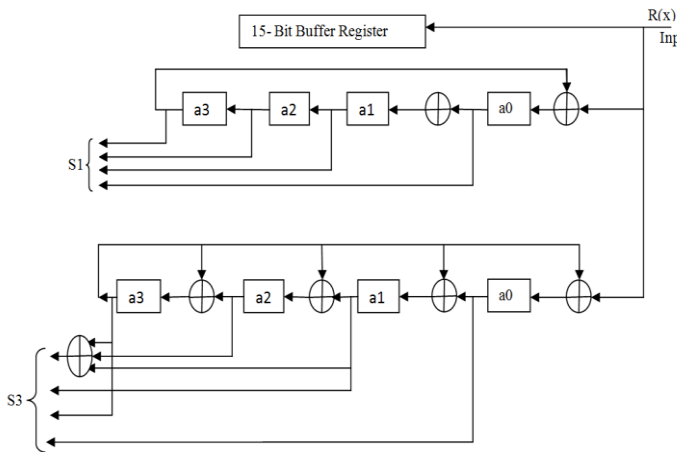 R(x)
15- Bit Buffer Register
Inp
a3 a2 a1 a0
S1
a3 a2 a1 a0
S3